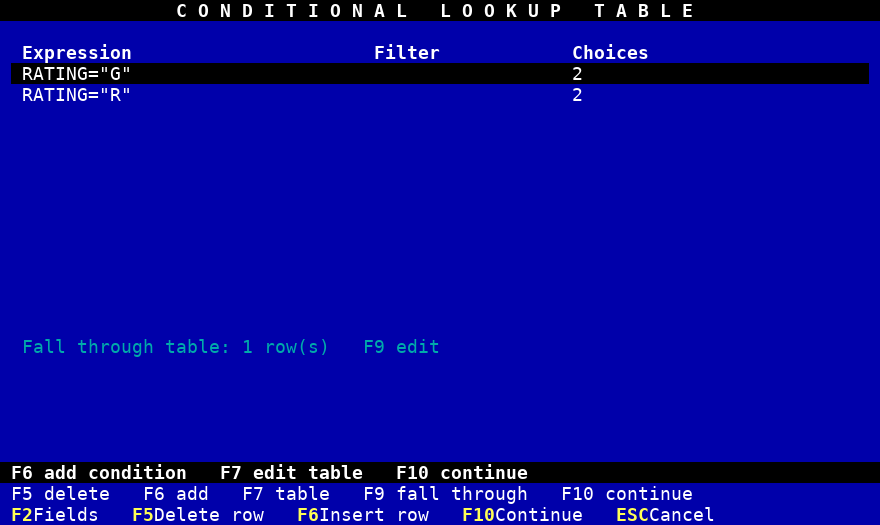 C O N D I T I O N A L   L O O K U P   T A B L E
Expression Filter Choices
RATING="G" 2
RATING="R" 2
Fall through table: 1 row(s)   F9 edit
F6 add condition   F7 edit table   F10 continue
F5 delete   F6 add   F7 table   F9 fall through   F10 continue
F2Fields   F5Delete row   F6Insert row   F10Continue   ESCCancel